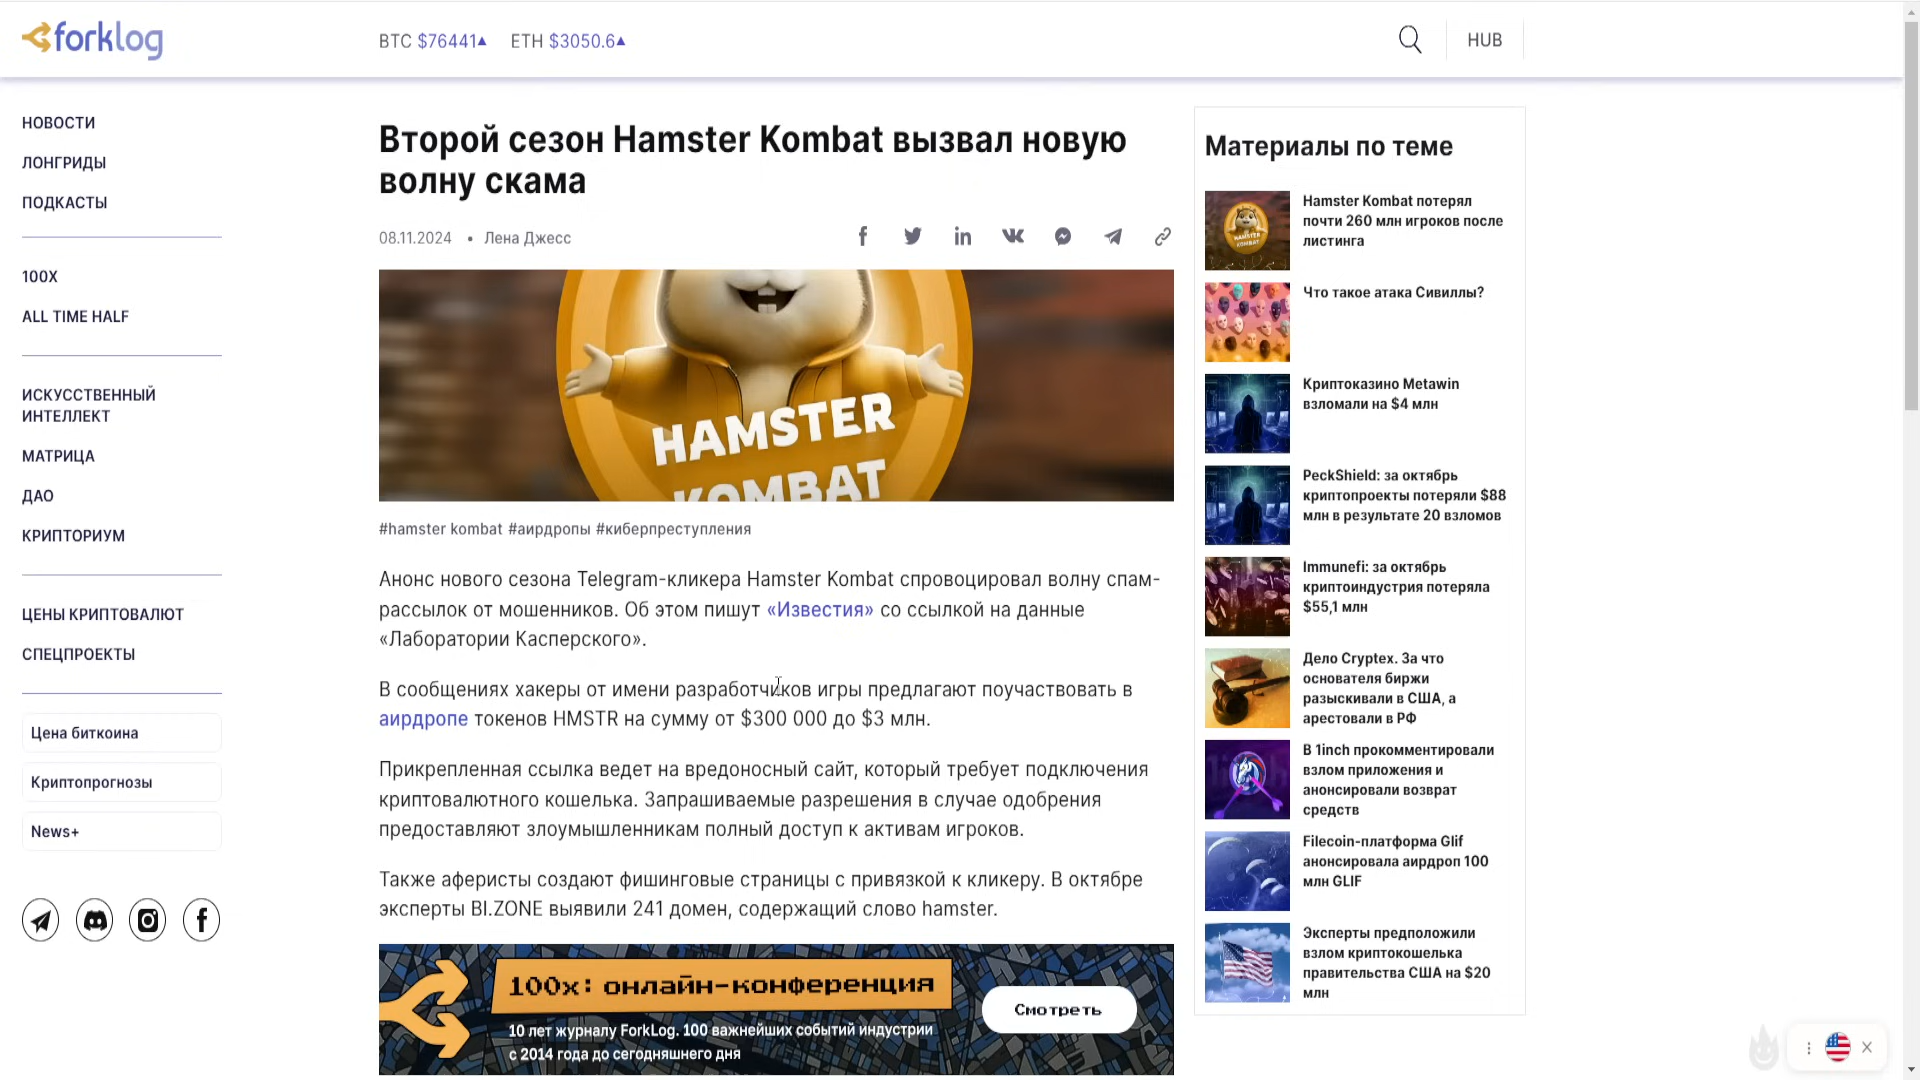 forklog
BTC $76441▲ ETH $3050.6▲
HUB
НОВОСТИ
ЛОНГРИДЫ
ПОДКАСТЫ
100X
ALL TIME HALF
ИСКУССТВЕННЫЙ
ИНТЕЛЛЕКТ
МАТРИЦА
ДАО
КРИПТОРИУМ
ЦЕНЫ КРИПТОВАЛЮТ
СПЕЦПРОЕКТЫ
Цена биткоина
Криптопрогнозы
News+
Второй сезон Hamster Kombat вызвал новую
волну скама
08.11.2024 • Лена Джесс
HAMSTER
KOMBAT
#hamster kombat #аирдропы #киберпреступления
Анонс нового сезона Telegram-кликера Hamster Kombat спровоцировал волну спам-
рассылок от мошенников. Об этом пишут «Известия» со ссылкой на данные
«Лаборатории Касперского».
В сообщениях хакеры от имени разработчиков игры предлагают поучаствовать в
аирдропе токенов HMSTR на сумму от $300 000 до $3 млн.
Прикрепленная ссылка ведет на вредоносный сайт, который требует подключения
криптовалютного кошелька. Запрашиваемые разрешения в случае одобрения
предоставляют злоумышленникам полный доступ к активам игроков.
Также аферисты создают фишинговые страницы с привязкой к кликеру. В октябре
эксперты BI.ZONE выявили 241 домен, содержащий слово hamster.
100x: онлайн-конференция
10 лет журналу ForkLog. 100 важнейших событий индустрии
с 2014 года до сегодняшнего дня
Смотреть
Материалы по теме
HAMSTER
KOMBAT
Hamster Kombat потерял
почти 260 млн игроков после
листинга
Что такое атака Сивиллы?
Криптоказино Metawin
взломали на $4 млн
PeckShield: за октябрь
криптопроекты потеряли $88
млн в результате 20 взломов
Immunefi: за октябрь
криптоиндустрия потеряла
$55,1 млн
Дело Cryptex. За что
основателя биржи
разыскивали в США, а
арестовали в РФ
В 1inch прокомментировали
взлом приложения и
анонсировали возврат
средств
Filecoin-платформа Glif
анонсировала аирдроп 100
млн GLIF
Эксперты предположили
взлом криптокошелька
правительства США на $20
млн